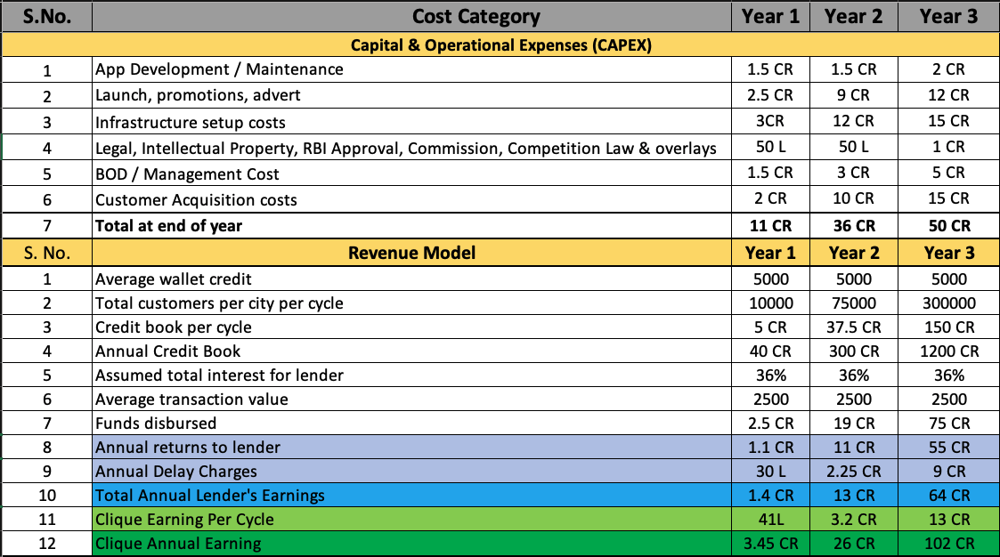 S.No. Cost Category Year 1 Year 2 Year 3
Capital & Operational Expenses (CAPEX)
1 App Development / Maintenance 1.5 CR 1.5 CR 2 CR
2 Launch, promotions, advert 2.5 CR 9 CR 12 CR
3 Infrastructure setup costs 3CR 12 CR 15 CR
4 Legal, Intellectual Property, RBI Approval, Commission, Competition Law & overlays 50 L 50 L 1 CR
5 BOD / Management Cost 1.5 CR 3 CR 5 CR
6 Customer Acquisition costs 2 CR 10 CR 15 CR
7 Total at end of year 11 CR 36 CR 50 CR
S. No. Revenue Model Year 1 Year 2 Year 3
1 Average wallet credit 5000 5000 5000
2 Total customers per city per cycle 10000 75000 300000
3 Credit book per cycle 5 CR 37.5 CR 150 CR
4 Annual Credit Book 40 CR 300 CR 1200 CR
5 Assumed total interest for lender 36% 36% 36%
6 Average transaction value 2500 2500 2500
7 Funds disbursed 2.5 CR 19 CR 75 CR
8 Annual returns to lender 1.1 CR 11 CR 55 CR
9 Annual Delay Charges 30 L 2.25 CR 9 CR
10 Total Annual Lender's Earnings 1.4 CR 13 CR 64 CR
11 Clique Earning Per Cycle 41L 3.2 CR 13 CR
12 Clique Annual Earning 3.45 CR 26 CR 102 CR